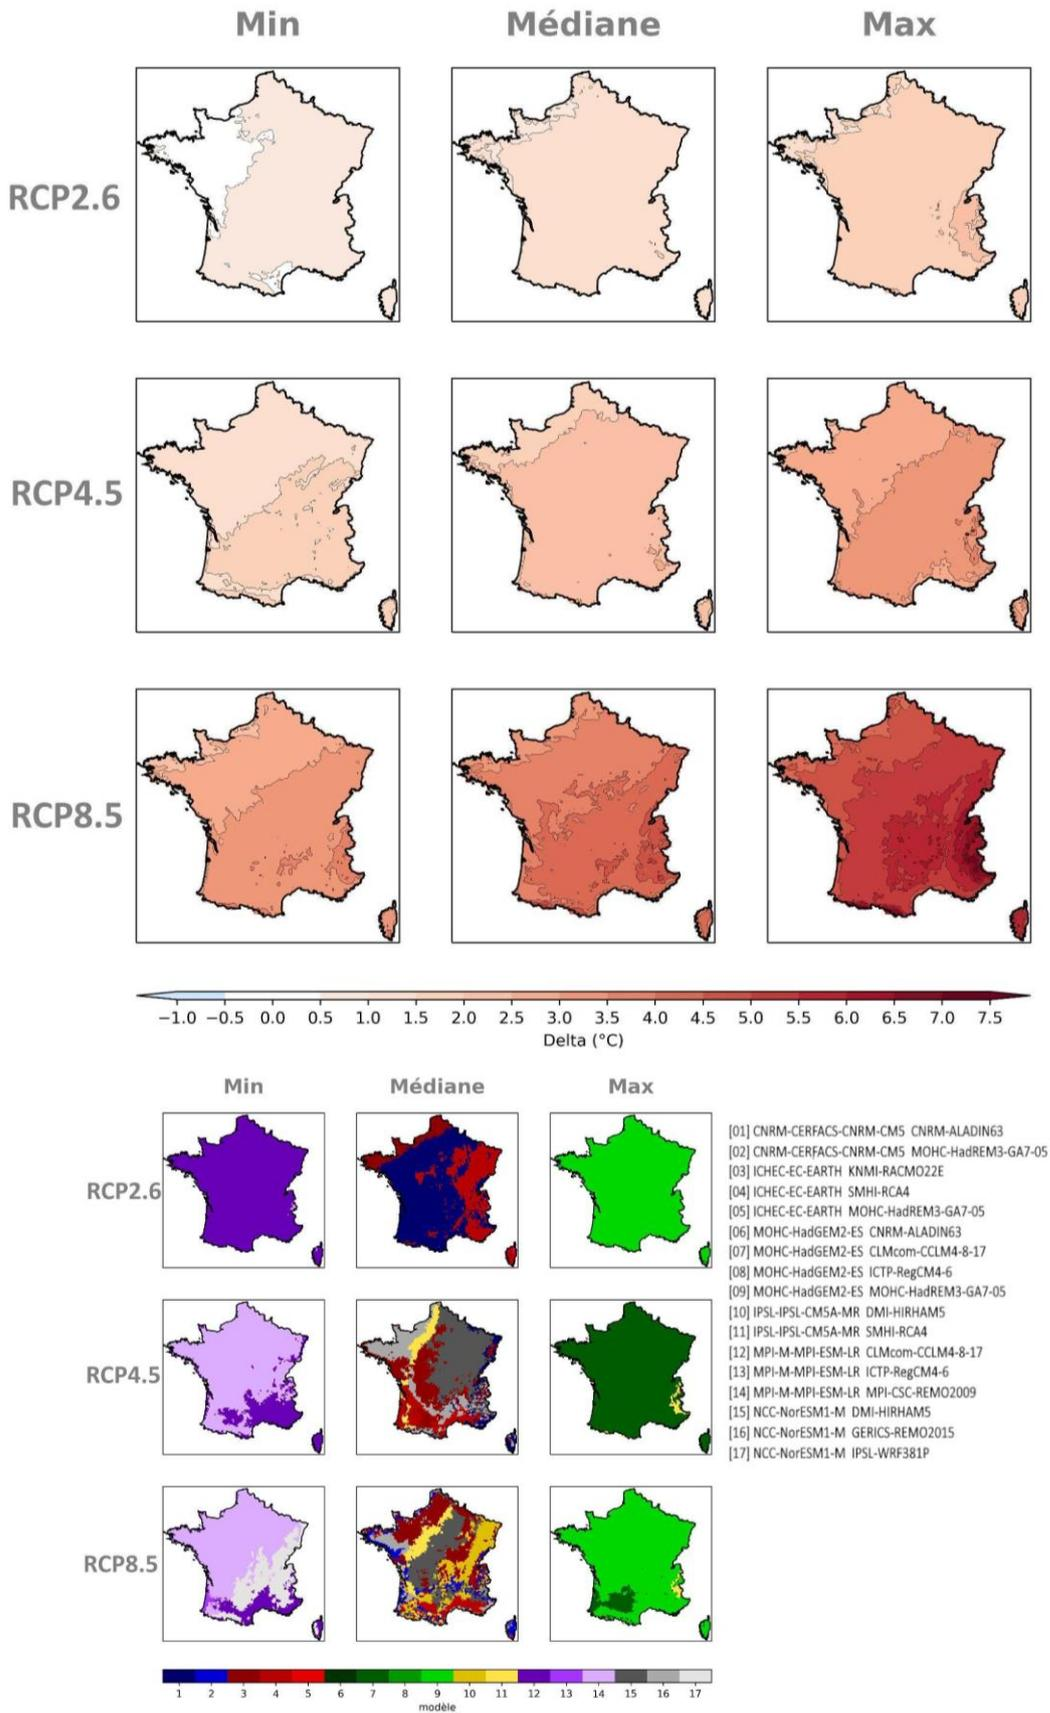 Min Médiane Max
RCP2.6
RCP4.5
RCP8.5
−1.0 −0.5 0.0 0.5 1.0 1.5 2.0 2.5 3.0 3.5 4.0 4.5 5.0 5.5 6.0 6.5 7.0 7.5
Delta (°C)
Min Médiane Max
RCP2.6
RCP4.5
RCP8.5
[01] CNRM-CERFACS-CNRM-CM5 CNRM-ALADIN63
[02] CNRM-CERFACS-CNRM-CM5 MOHC-HadREM3-GA7-05
[03] ICHEC-EC-EARTH KNMI-RACMO22E
[04] ICHEC-EC-EARTH SMHI-RCA4
[05] ICHEC-EC-EARTH MOHC-HadREM3-GA7-05
[06] MOHC-HadGEM2-ES CNRM-ALADIN63
[07] MOHC-HadGEM2-ES CLMcom-CCLM4-8-17
[08] MOHC-HadGEM2-ES ICTP-RegCM4-6
[09] MOHC-HadGEM2-ES MOHC-HadREM3-GA7-05
[10] IPSL-IPSL-CM5A-MR DMI-HIRHAM5
[11] IPSL-IPSL-CM5A-MR SMHI-RCA4
[12] MPI-M-MPI-ESM-LR CLMcom-CCLM4-8-17
[13] MPI-M-MPI-ESM-LR ICTP-RegCM4-6
[14] MPI-M-MPI-ESM-LR MPI-CSC-REMO2009
[15] NCC-NorESM1-M DMI-HIRHAM5
[16] NCC-NorESM1-M GERICS-REMO2015
[17] NCC-NorESM1-M IPSL-WRF381P
1 2 3 4 5 6 7 8 9 10 11 12 13 14 15 16 17
modèle